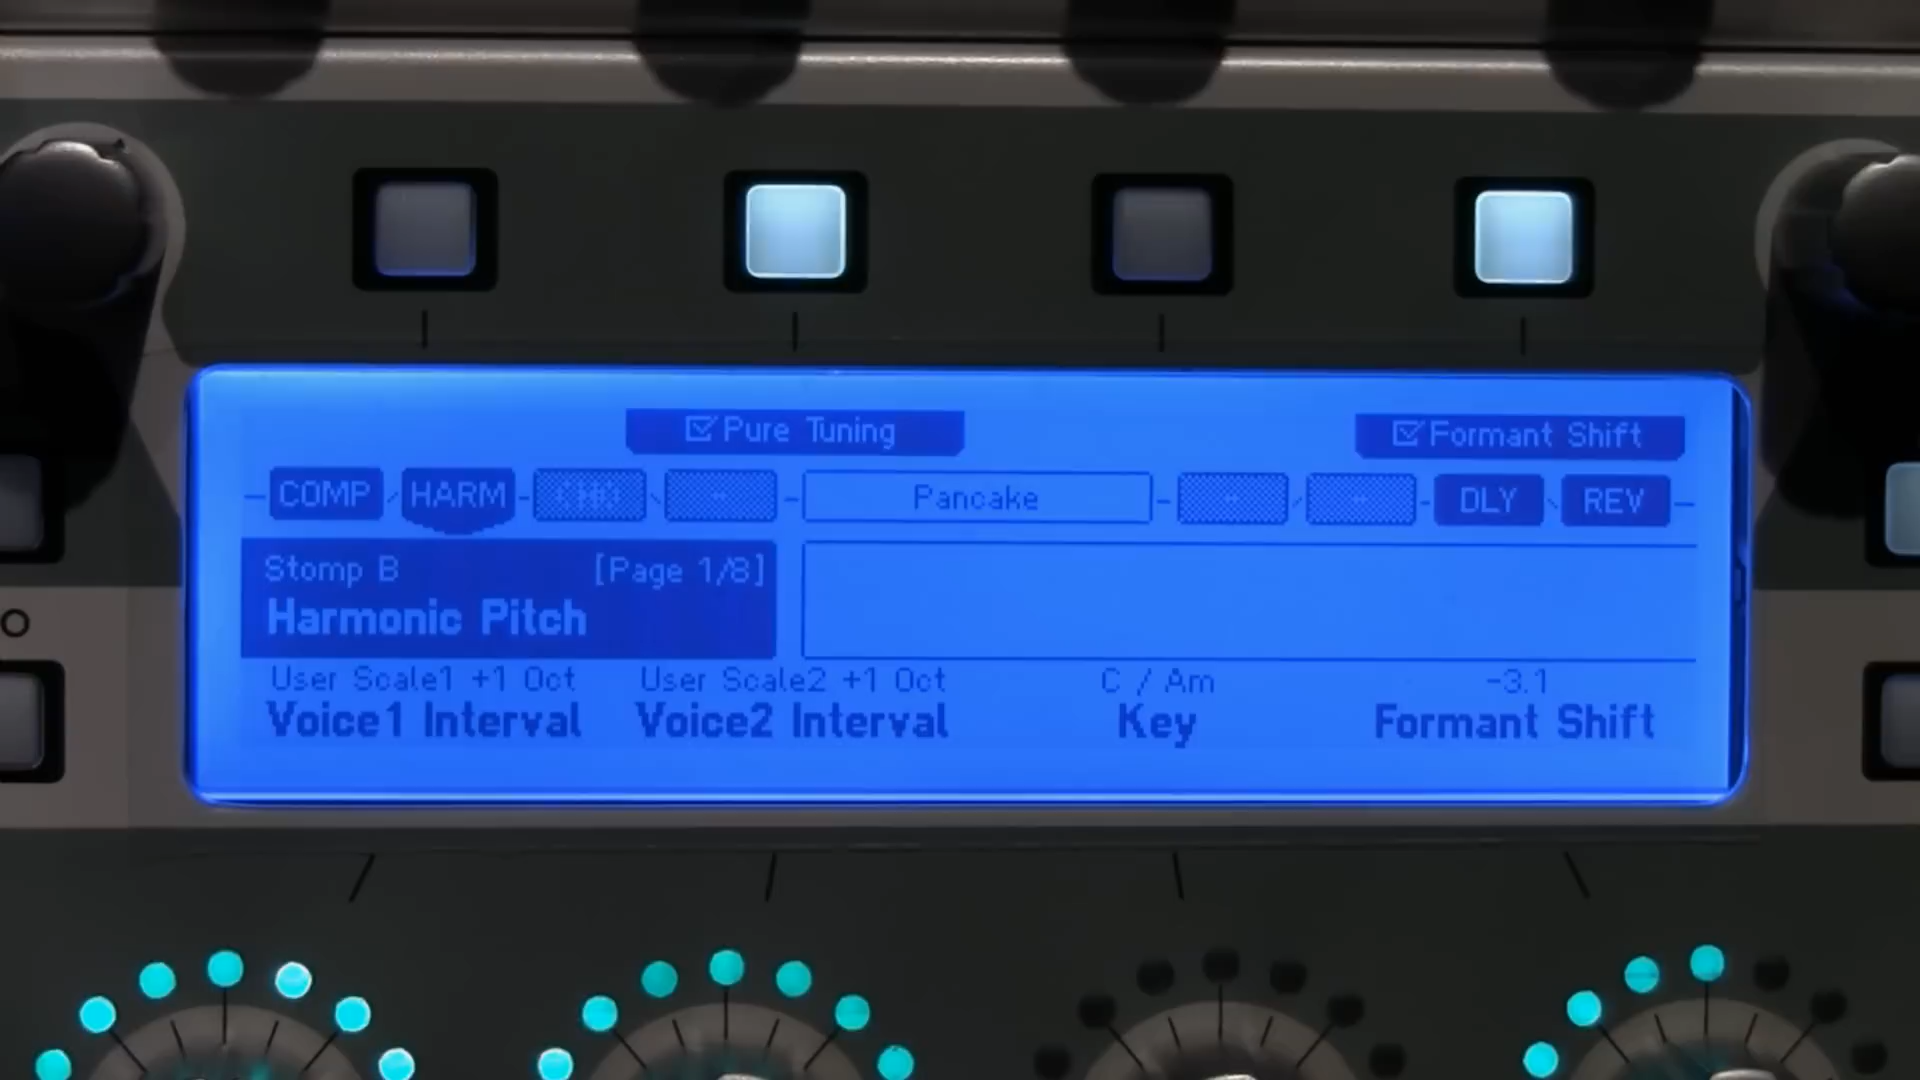 Pure Tuning
Formant Shift
COMP HARM Pancake DLY REV
Stomp B [Page 1/8]
Harmonic Pitch
User Scale1 +1 Oct User Scale2 +1 Oct C / Am -3.1
Voice1 Interval Voice2 Interval Key Formant Shift